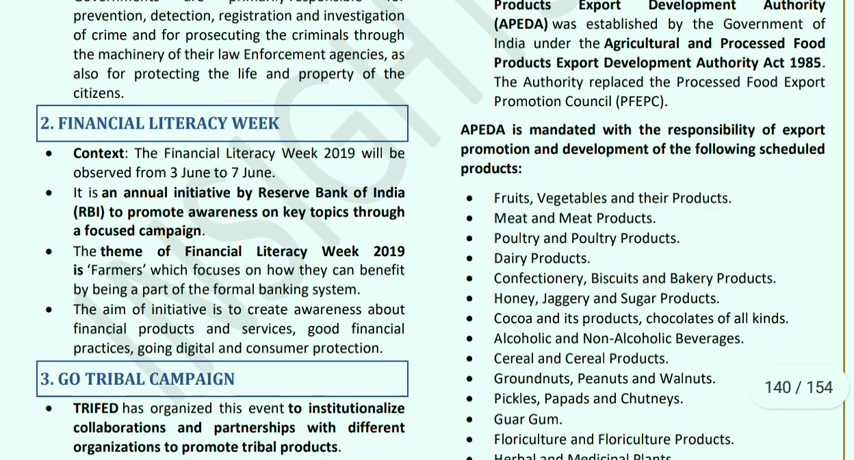 prevention, detection, registration and investigation
of crime and for prosecuting the criminals through
the machinery of their law Enforcement agencies, as
also for protecting the life and property of the
citizens.
2. FINANCIAL LITERACY WEEK
• Context: The Financial Literacy Week 2019 will be
observed from 3 June to 7 June.
• It is an annual initiative by Reserve Bank of India
(RBI) to promote awareness on key topics through
a focused campaign.
• The theme of Financial Literacy Week 2019
is ‘Farmers’ which focuses on how they can benefit
by being a part of the formal banking system.
• The aim of initiative is to create awareness about
financial products and services, good financial
practices, going digital and consumer protection.
3. GO TRIBAL CAMPAIGN
• TRIFED has organized this event to institutionalize
collaborations and partnerships with different
organizations to promote tribal products.
Products Export Development Authority
(APEDA) was established by the Government of
India under the Agricultural and Processed Food
Products Export Development Authority Act 1985.
The Authority replaced the Processed Food Export
Promotion Council (PFEPC).
APEDA is mandated with the responsibility of export
promotion and development of the following scheduled
products:
• Fruits, Vegetables and their Products.
• Meat and Meat Products.
• Poultry and Poultry Products.
• Dairy Products.
• Confectionery, Biscuits and Bakery Products.
• Honey, Jaggery and Sugar Products.
• Cocoa and its products, chocolates of all kinds.
• Alcoholic and Non-Alcoholic Beverages.
• Cereal and Cereal Products.
• Groundnuts, Peanuts and Walnuts.
• Pickles, Papads and Chutneys.
• Guar Gum.
• Floriculture and Floriculture Products.
• Herbal and Medicinal Plants
140 / 154
INSIGHT